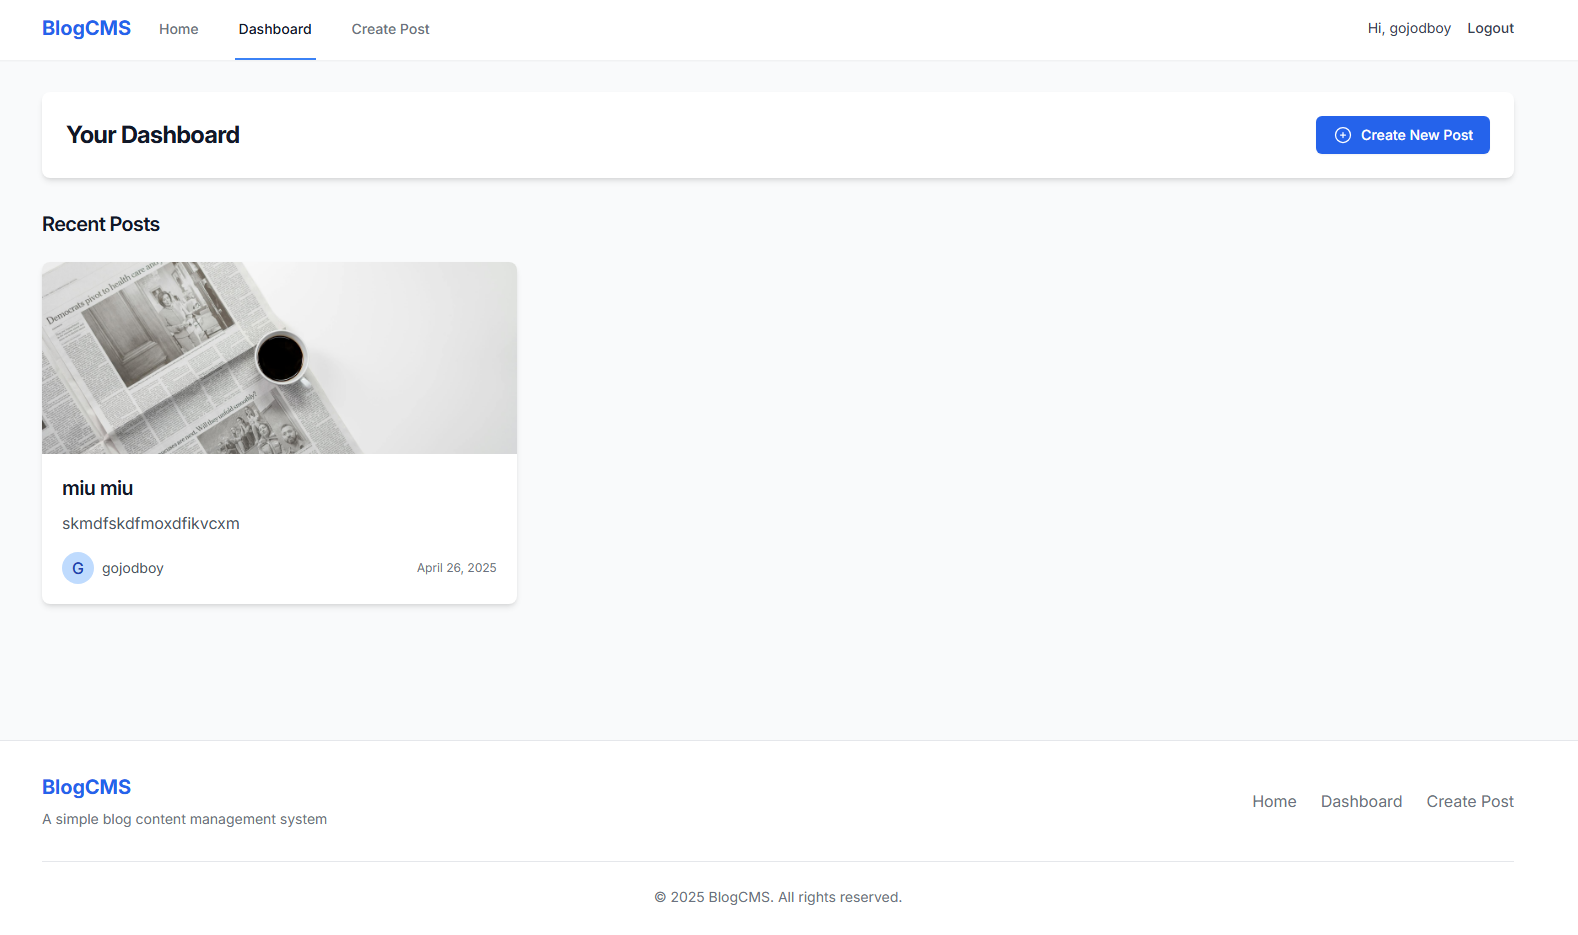 BlogCMS Home Dashboard Create Post Hi, gojodboy Logout
Your Dashboard
Create New Post
Recent Posts
Democrats pivot to health care and
miu miu
skmdfskdfmoxdfikvcxm
G gojodboy April 26, 2025
BlogCMS
A simple blog content management system
Home Dashboard Create Post
© 2025 BlogCMS. All rights reserved.